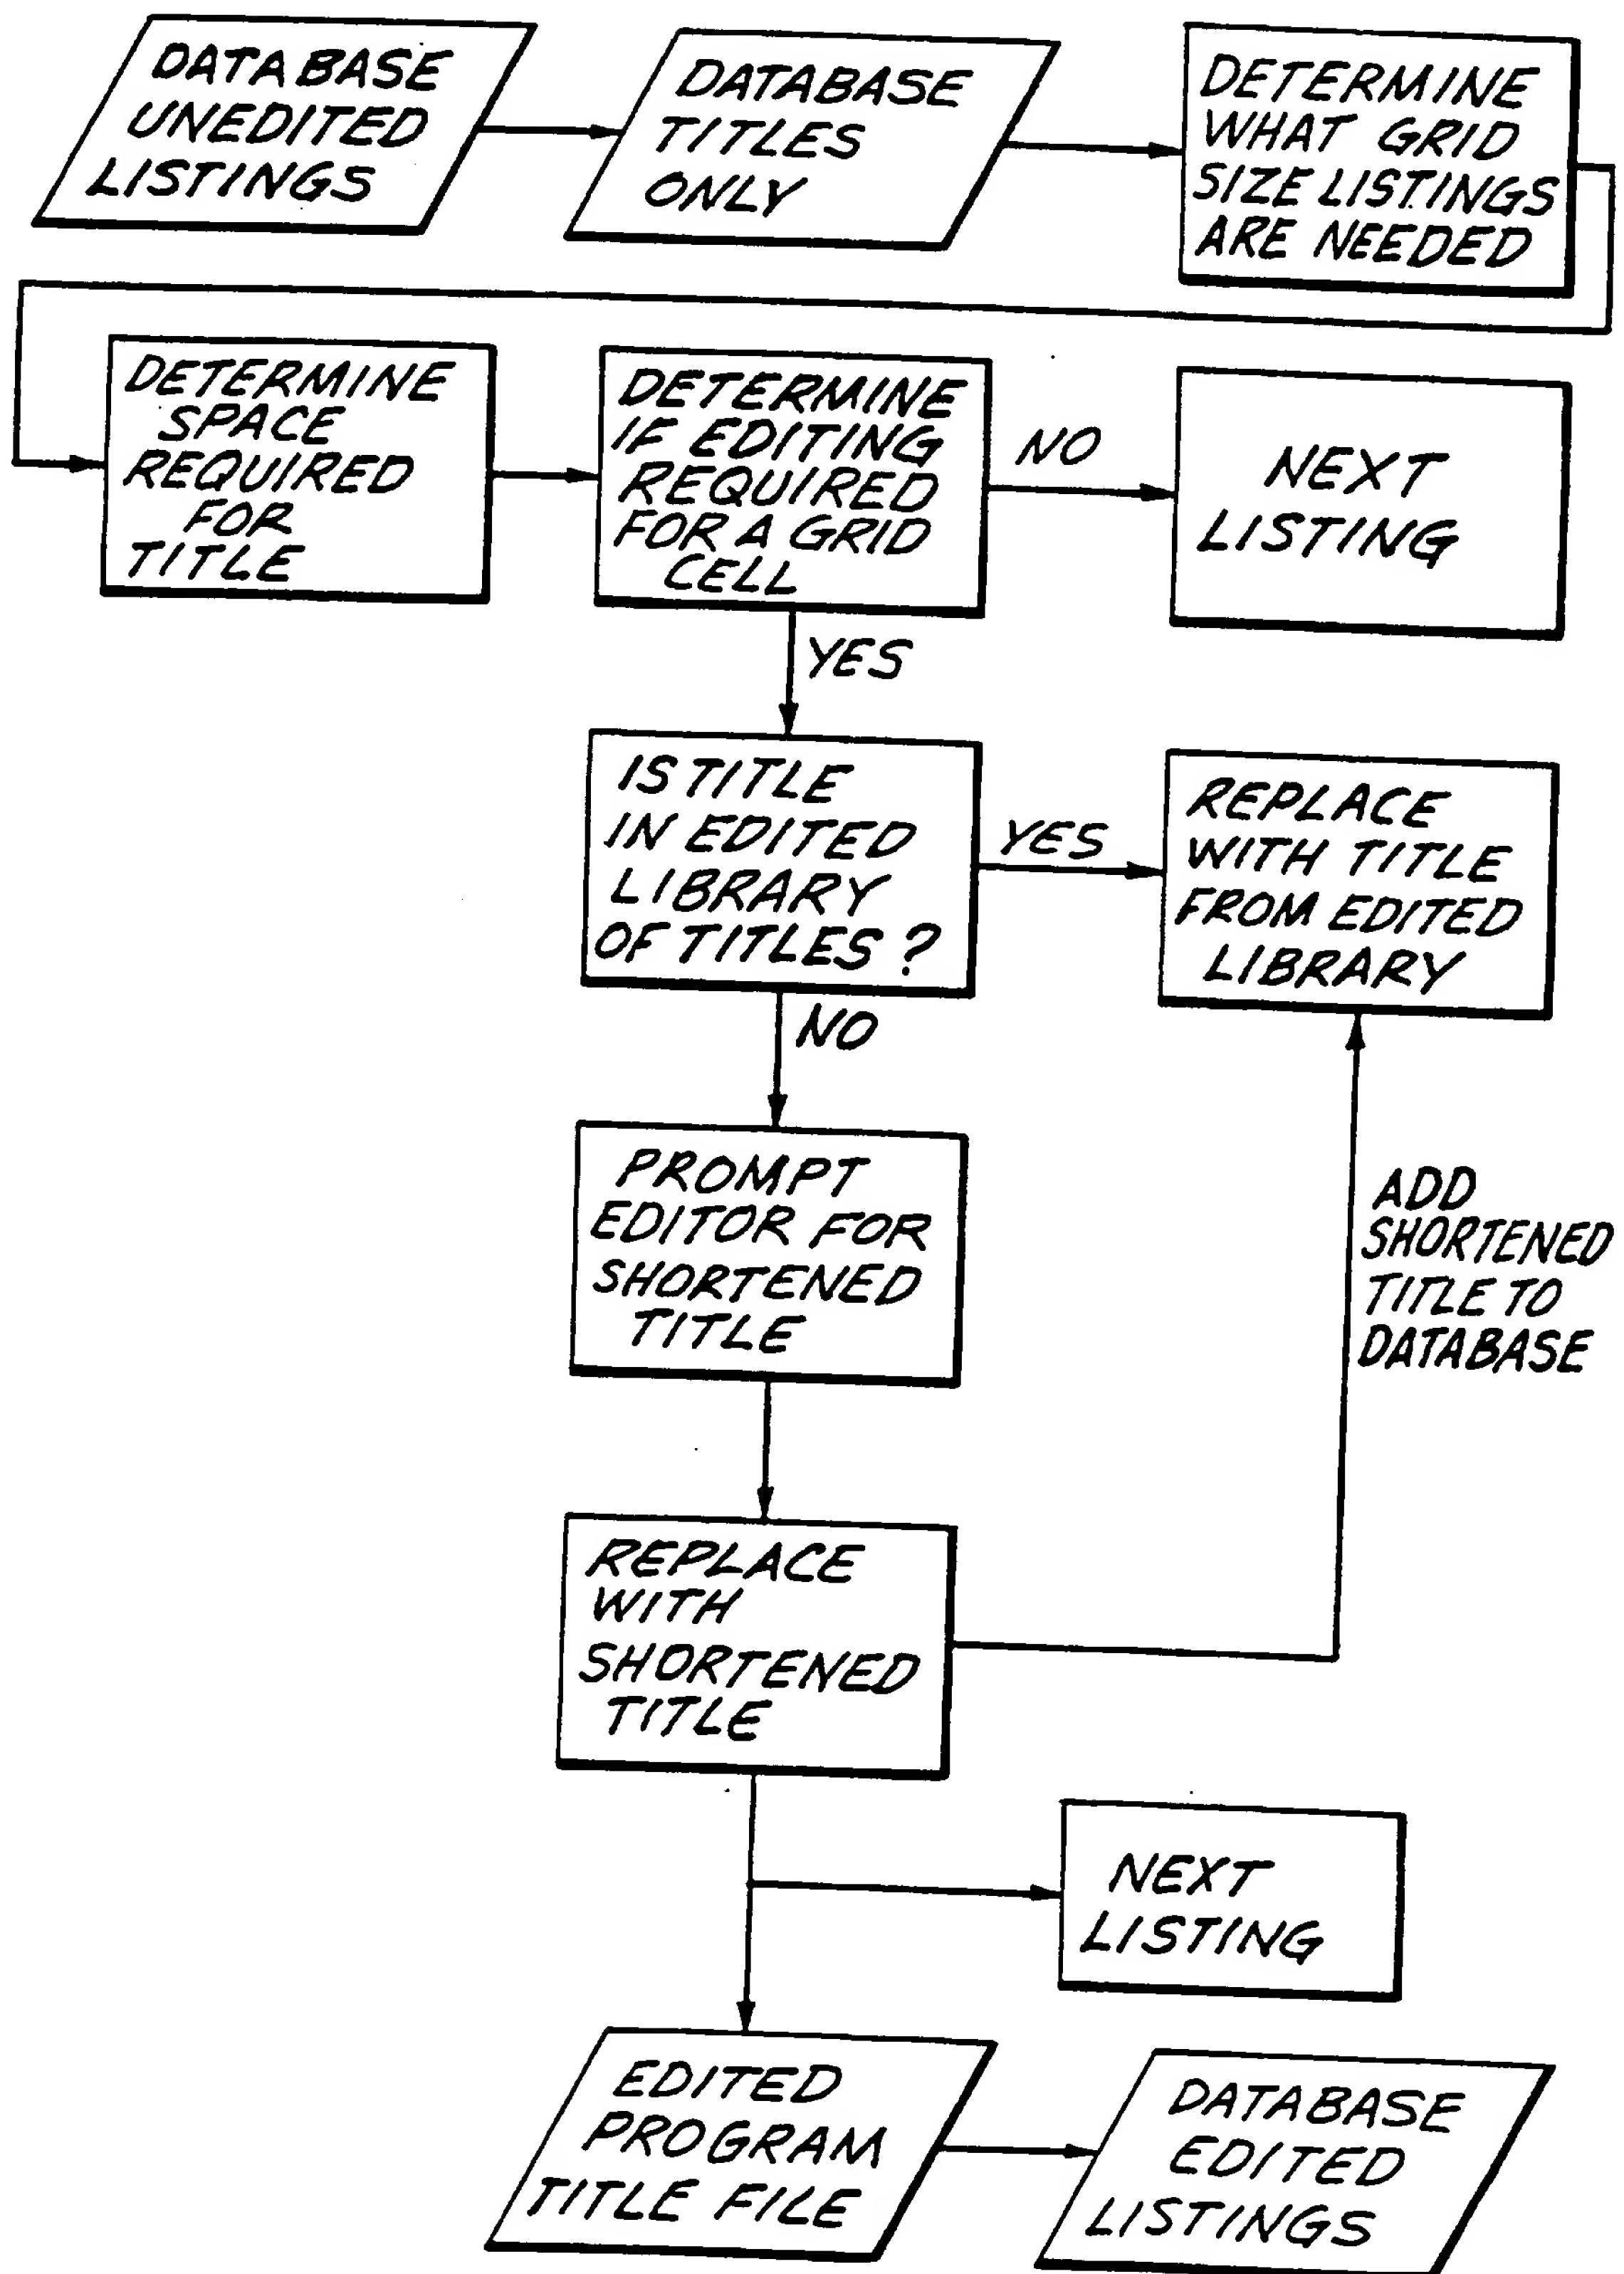 DATABASE
UNEDITED
LISTINGS
DATABASE
TITLES
ONLY
DETERMINE
WHAT GRID
SIZE LISTINGS
ARE NEEDED
DETERMINE
SPACE
REQUIRED
FOR
TITLE
DETERMINE
IF EDITING
REQUIRED
FOR A GRID
CELL
NO
NEXT
LISTING
YES
IS TITLE
IN EDITED
LIBRARY
OF TITLES?
YES
REPLACE
WITH TITLE
FROM EDITED
LIBRARY
NO
PROMPT
EDITOR FOR
SHORTENED
TITLE
ADD
SHORTENED
TITLE TO
DATABASE
REPLACE
WITH
SHORTENED
TITLE
NEXT
LISTING
EDITED
PROGRAM
TITLE FILE
DATABASE
EDITED
LISTINGS